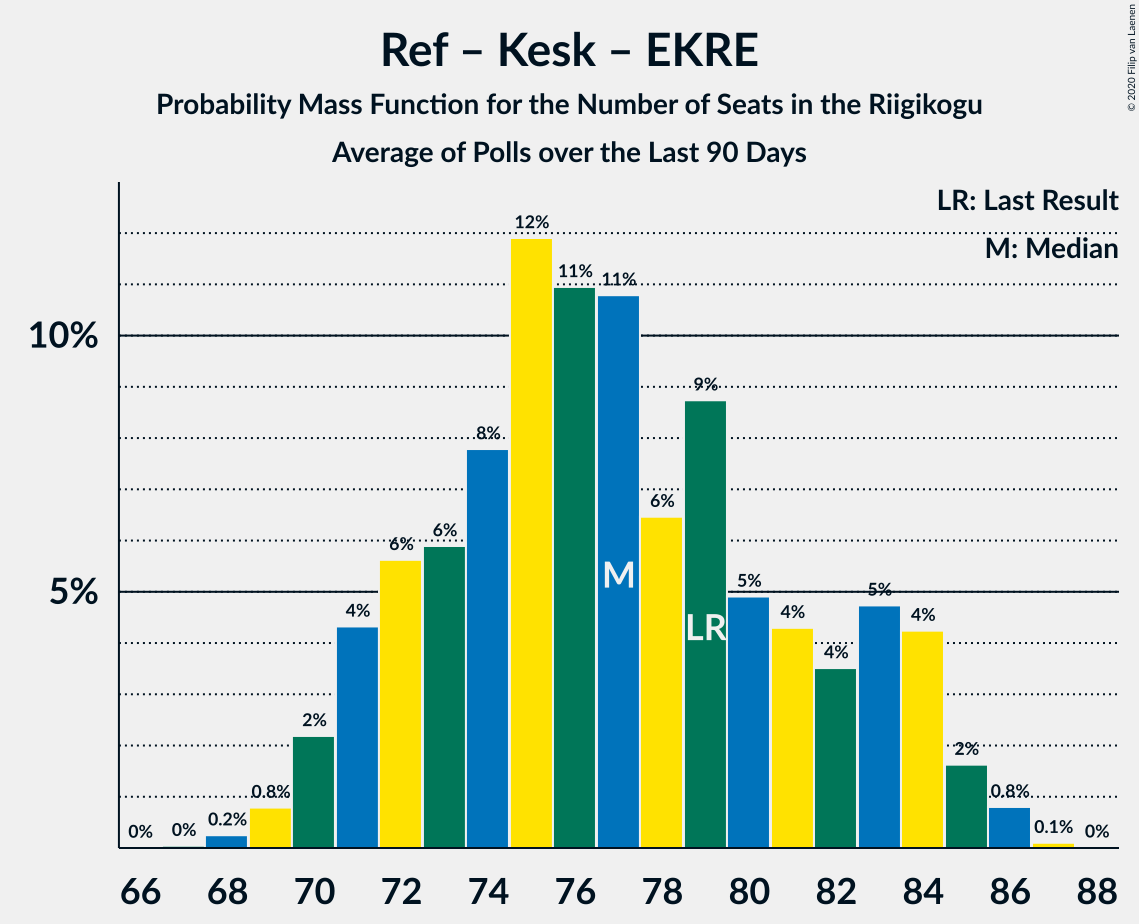 Ref – Kesk – EKRE
Probability Mass Function for the Number of Seats in the Riigikogu
Average of Polls over the Last 90 Days
© 2020 Filip van Laenen
LR: Last Result
M: Median
10%
5%
0%
0%
0.2%
0.8%
2%
4%
6%
6%
8%
12%
11%
11%
6%
9%
5%
4%
4%
5%
4%
2%
0.8%
0.1%
0%
M
LR
66 68 70 72 74 76 78 80 82 84 86 88